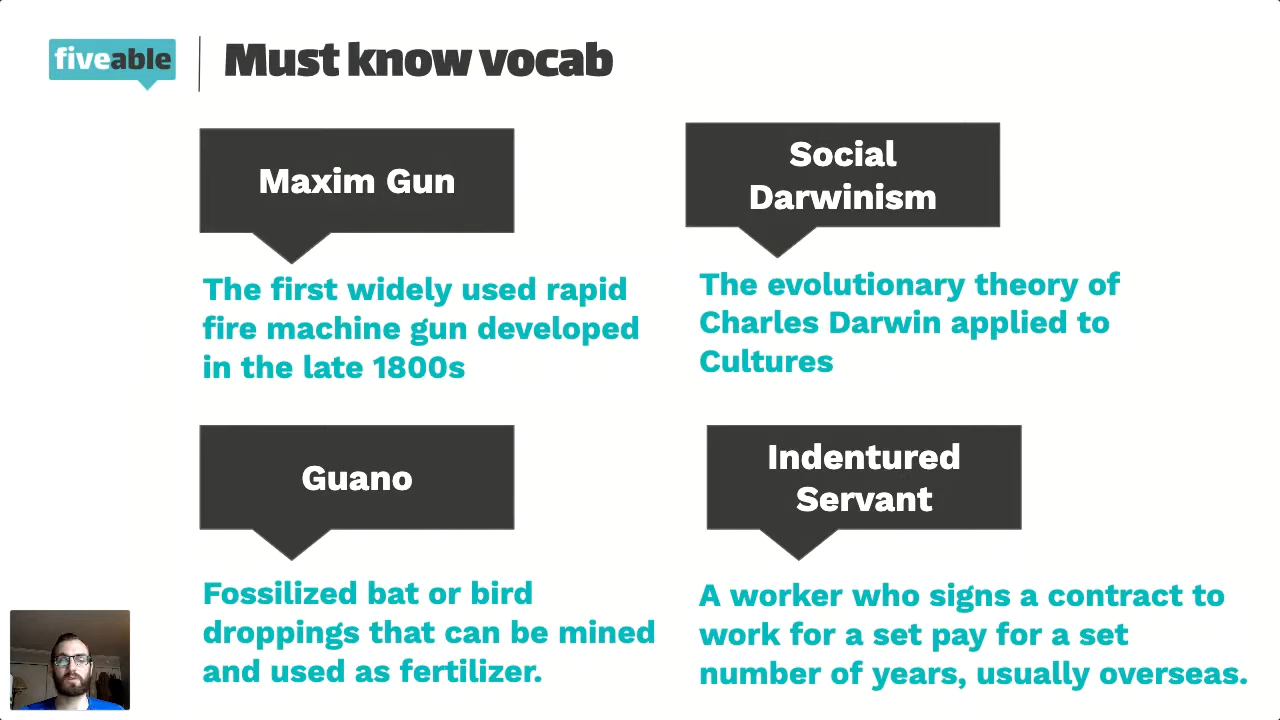 fiveable
Must know vocab
Maxim Gun
The first widely used rapid
fire machine gun developed
in the late 1800s
Social
Darwinism
The evolutionary theory of
Charles Darwin applied to
Cultures
Guano
Fossilized bat or bird
droppings that can be mined
and used as fertilizer.
Indentured
Servant
A worker who signs a contract to
work for a set pay for a set
number of years, usually overseas.